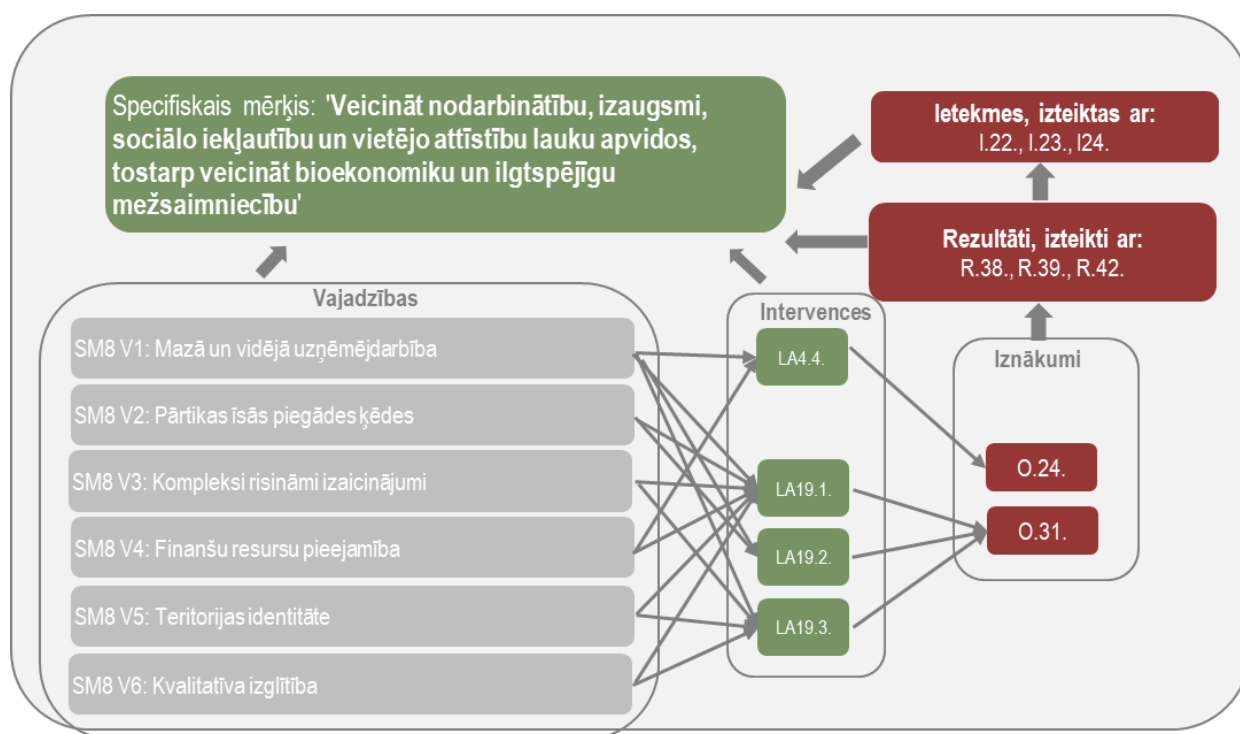 Specifiskais mērķis: 'Veicināt nodarbinātību, izaugsmi,
sociālo iekļautību un vietējo attīstību lauku apvidos,
tostarp veicināt bioekonomiku un ilgtspējīgu
mežsaimniecību'
Ietekmes, izteiktas ar:
I.22., I.23., I24.
Rezultāti, izteikti ar:
R.38., R.39., R.42.
Vajadzības
SM8 V1: Mazā un vidējā uzņēmējdarbība
SM8 V2: Pārtikas īsās piegādes ķēdes
SM8 V3: Kompleksi risināmi izaicinājumi
SM8 V4: Finanšu resursu pieejamība
SM8 V5: Teritorijas identitāte
SM8 V6: Kvalitatīva izglītība
Intervences
LA4.4.
LA19.1.
LA19.2.
LA19.3.
Iznākumi
O.24.
O.31.